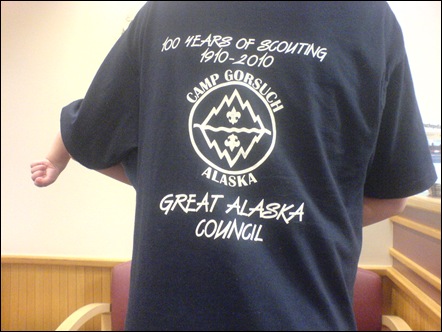 100 YEARS OF SCOUTING
1910-2010
CAMP GORSUCH
ALASKA
GREAT ALASKA
COUNCIL